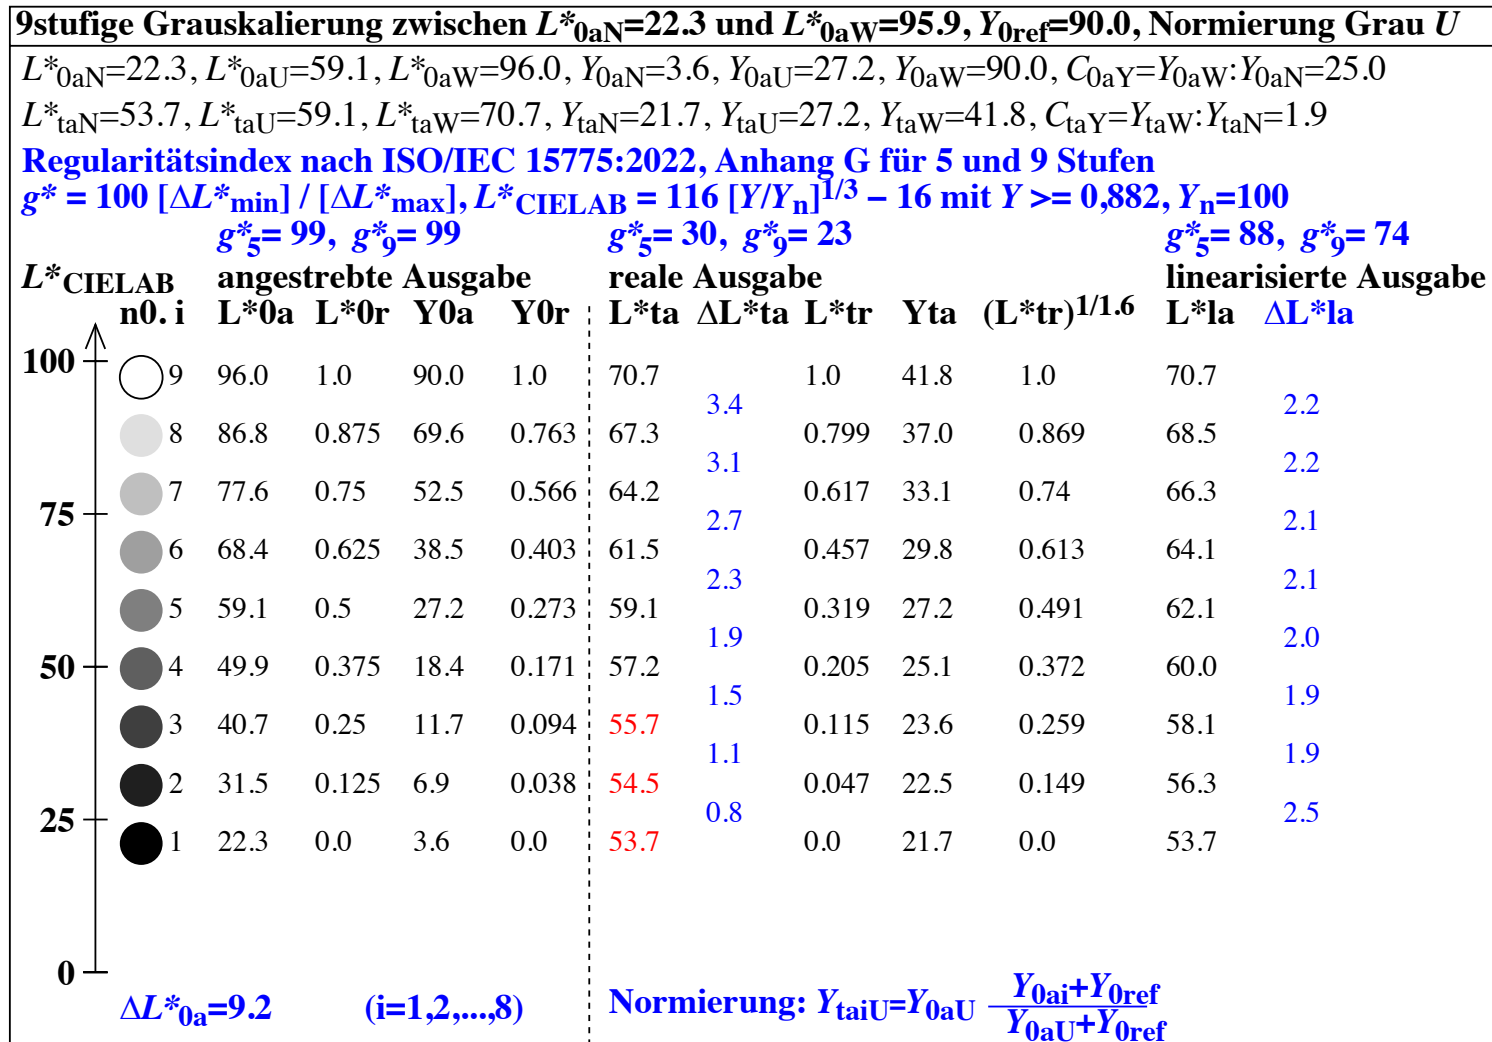 9stufige Grauskalierung zwischen L*0aN=22.3 und L*0aW=95.9, Y0ref=90.0, Normierung Grau U
L*0aN=22.3, L*0aU=59.1, L*0aW=96.0, Y0aN=3.6, Y0aU=27.2, Y0aW=90.0, C0aY=Y0aW:Y0aN=25.0
L*taN=53.7, L*taU=59.1, L*taW=70.7, YtaN=21.7, YtaU=27.2, YtaW=41.8, CtaY=YtaW:YtaN=1.9
Regularitätsindex nach ISO/IEC 15775:2022, Anhang G für 5 und 9 Stufen
g* = 100 [ΔL*min] / [ΔL*max], L*CIELAB = 116 [Y/Yn]1/3 − 16 mit Y >= 0,882, Yn=100
g*5= 99, g*9= 99 g*5= 30, g*9= 23 g*5= 88, g*9= 74
L*CIELAB angestrebte Ausgabe reale Ausgabe linearisierte Ausgabe
n0. i L*0a L*0r Y0a Y0r L*ta ΔL*ta L*tr Yta (L*tr)1/1.6 L*la ΔL*la
100 9 96.0 1.0 90.0 1.0 70.7 1.0 41.8 1.0 70.7
3.4 2.2
8 86.8 0.875 69.6 0.763 67.3 0.799 37.0 0.869 68.5
3.1 2.2
7 77.6 0.75 52.5 0.566 64.2 0.617 33.1 0.74 66.3
75 2.7 2.1
6 68.4 0.625 38.5 0.403 61.5 0.457 29.8 0.613 64.1
2.3 2.1
5 59.1 0.5 27.2 0.273 59.1 0.319 27.2 0.491 62.1
1.9 2.0
50 4 49.9 0.375 18.4 0.171 57.2 0.205 25.1 0.372 60.0
1.5 1.9
3 40.7 0.25 11.7 0.094 55.7 0.115 23.6 0.259 58.1
1.1 1.9
2 31.5 0.125 6.9 0.038 54.5 0.047 22.5 0.149 56.3
25 0.8 2.5
1 22.3 0.0 3.6 0.0 53.7 0.0 21.7 0.0 53.7
0
ΔL*0a=9.2 (i=1,2,...,8) Normierung: YtaiU=Y0aU Y0ai+Y0ref
Y0aU+Y0ref